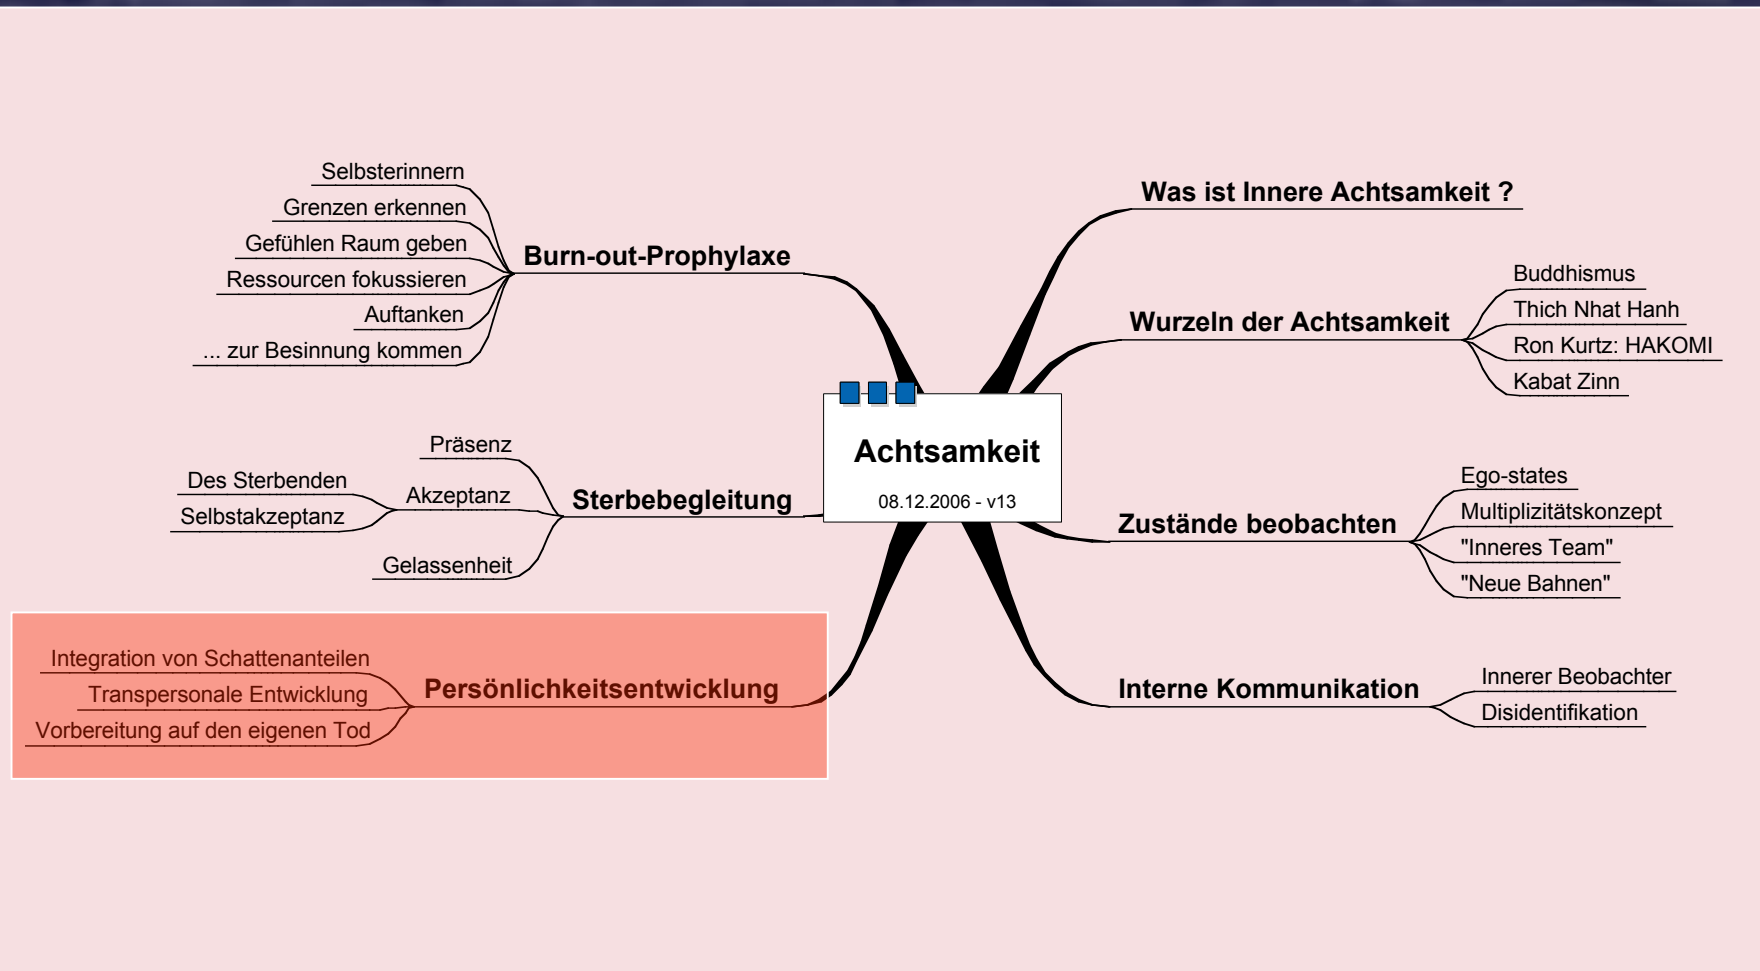 Achtsamkeit
08.12.2006 - v13
Was ist Innere Achtsamkeit ?
Wurzeln der Achtsamkeit
Buddhismus
Thich Nhat Hanh
Ron Kurtz: HAKOMI
Kabat Zinn
Zustände beobachten
Ego-states
Multiplizitätskonzept
"Inneres Team"
"Neue Bahnen"
Interne Kommunikation
Innerer Beobachter
Disidentifikation
Persönlichkeitsentwicklung
Integration von Schattenanteilen
Transpersonale Entwicklung
Vorbereitung auf den eigenen Tod
Sterbebegleitung
Präsenz
Akzeptanz
Des Sterbenden
Selbstakzeptanz
Gelassenheit
Burn-out-Prophylaxe
Selbsterinnern
Grenzen erkennen
Gefühlen Raum geben
Ressourcen fokussieren
Auftanken
... zur Besinnung kommen